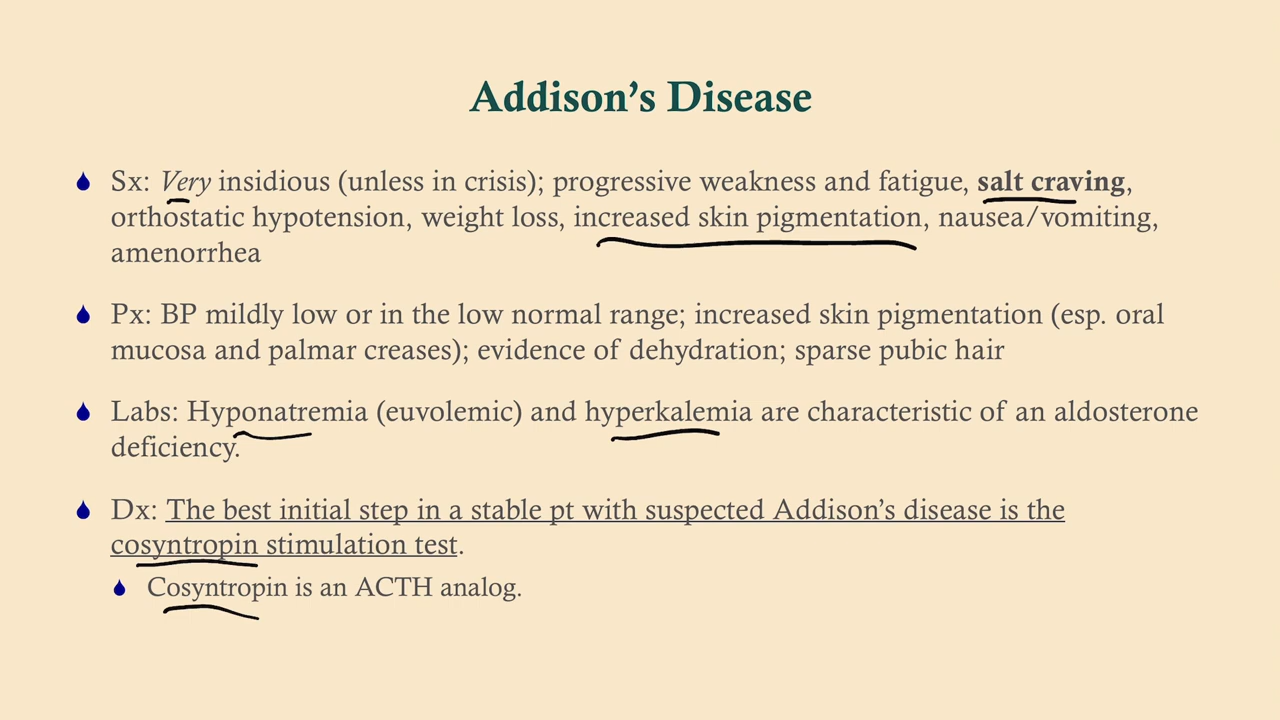 Addison’s Disease
Sx: Very insidious (unless in crisis); progressive weakness and fatigue, salt craving,
orthostatic hypotension, weight loss, increased skin pigmentation, nausea/vomiting,
amenorrhea
Px: BP mildly low or in the low normal range; increased skin pigmentation (esp. oral
mucosa and palmar creases); evidence of dehydration; sparse pubic hair
Labs: Hyponatremia (euvolemic) and hyperkalemia are characteristic of an aldosterone
deficiency.
Dx: The best initial step in a stable pt with suspected Addison’s disease is the
cosyntropin stimulation test.
Cosyntropin is an ACTH analog.